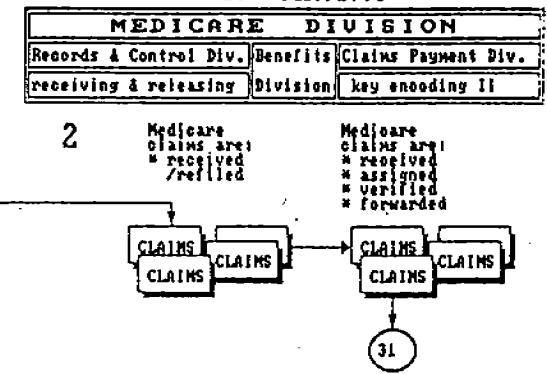 MEDICARE DIVISION
Records & Control Div. Benefits Claims Payment Div.
receiving & releasing Division key encoding II
2
Medicare claims are:
* received
/refiled
Medicare claims are:
* received
* assigned
* verified
* forwarded
CLAIMS
CLAIMS
CLAIMS
CLAIMS
CLAIMS
CLAIMS
31